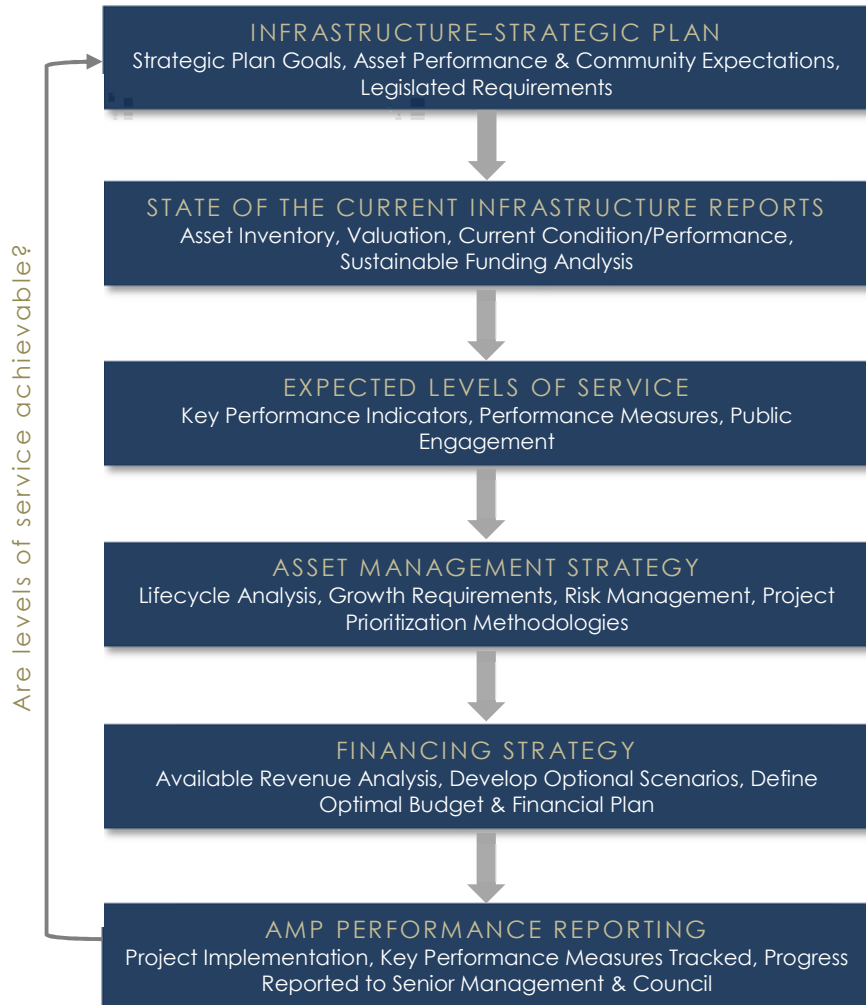 INFRASTRUCTURE–STRATEGIC PLAN
Strategic Plan Goals, Asset Performance & Community Expectations,
Legislated Requirements
STATE OF THE CURRENT INFRASTRUCTURE REPORTS
Asset Inventory, Valuation, Current Condition/Performance,
Sustainable Funding Analysis
EXPECTED LEVELS OF SERVICE
Key Performance Indicators, Performance Measures, Public
Engagement
ASSET MANAGEMENT STRATEGY
Lifecycle Analysis, Growth Requirements, Risk Management, Project
Prioritization Methodologies
FINANCING STRATEGY
Available Revenue Analysis, Develop Optional Scenarios, Define
Optimal Budget & Financial Plan
AMP PERFORMANCE REPORTING
Project Implementation, Key Performance Measures Tracked, Progress
Reported to Senior Management & Council
Are levels of service achievable?